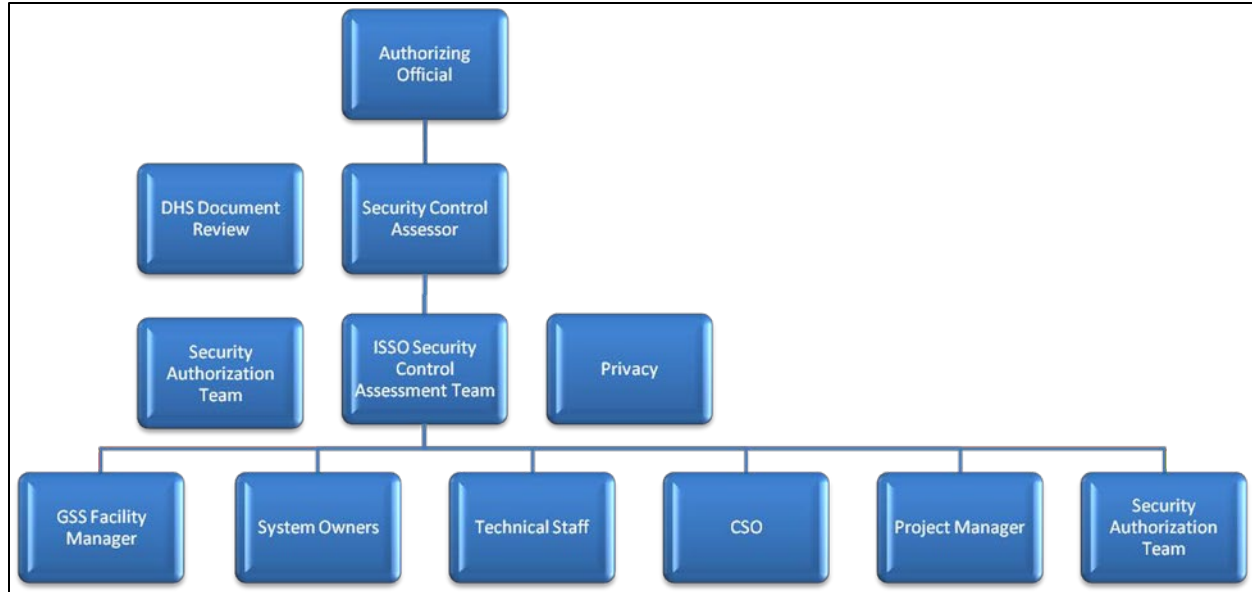 Authorizing
Official
DHS Document
Review
Security Control
Assessor
Security
Authorization
Team
ISSO Security
Control
Assessment Team
Privacy
GSS Facility
Manager
System Owners
Technical Staff
CSO
Project Manager
Security
Authorization
Team